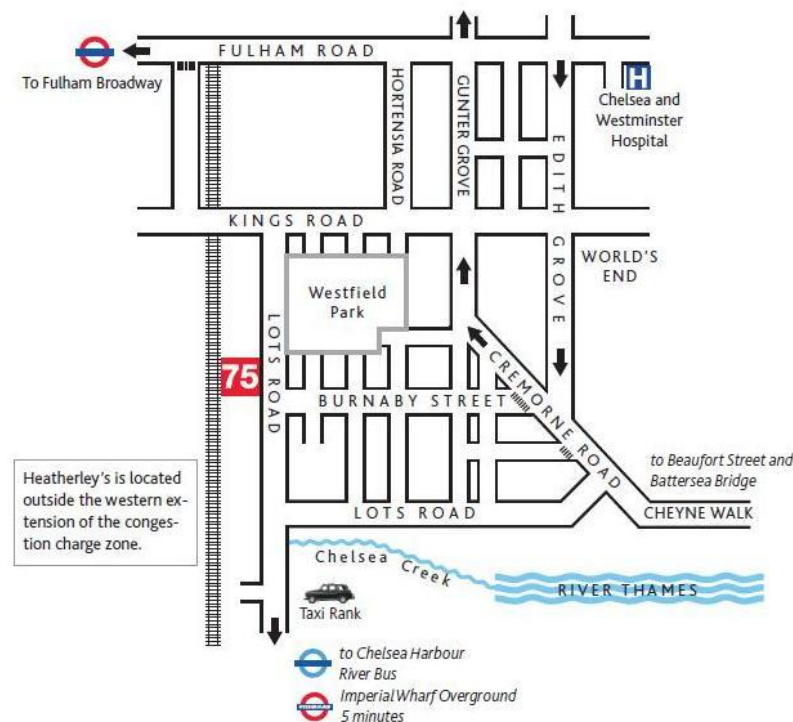 FULHAM ROAD
To Fulham Broadway
HORTENSIA ROAD
GUNTER GROVE
EDITH GROVE
H
Chelsea and
Westminster
Hospital
KINGS ROAD
WORLD'S
END
Westfield
Park
LOTS ROAD
75
CREMORNE ROAD
BURNABY STREET
Heatherley's is located
outside the western ex-
tension of the conges-
tion charge zone.
to Beaufort Street and
Battersea Bridge
LOTS ROAD
CHEYNE WALK
Chelsea Creek
RIVER THAMES
Taxi Rank
to Chelsea Harbour
River Bus
Imperial Wharf Overground
5 minutes